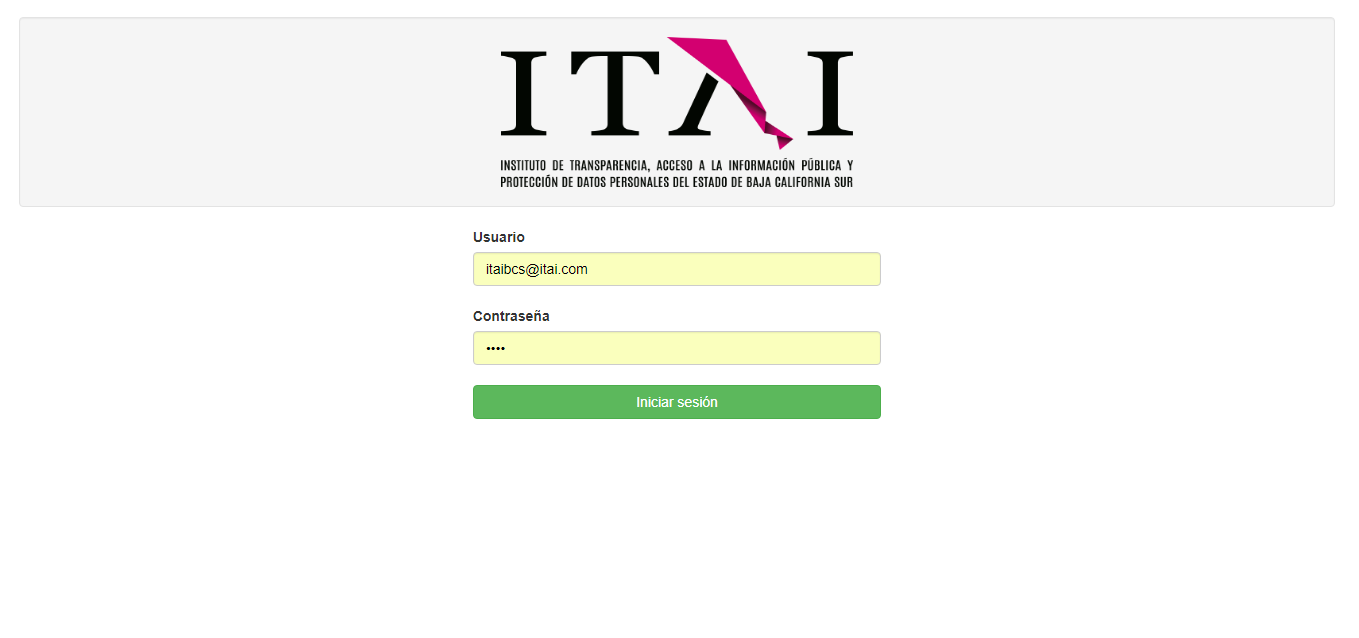 ITAI
INSTITUTO DE TRANSPARENCIA, ACCESO A LA INFORMACIÓN PÚBLICA Y
PROTECCIÓN DE DATOS PERSONALES DEL ESTADO DE BAJA CALIFORNIA SUR
Usuario
itaibcs@itai.com
Contraseña
••••
Iniciar sesión